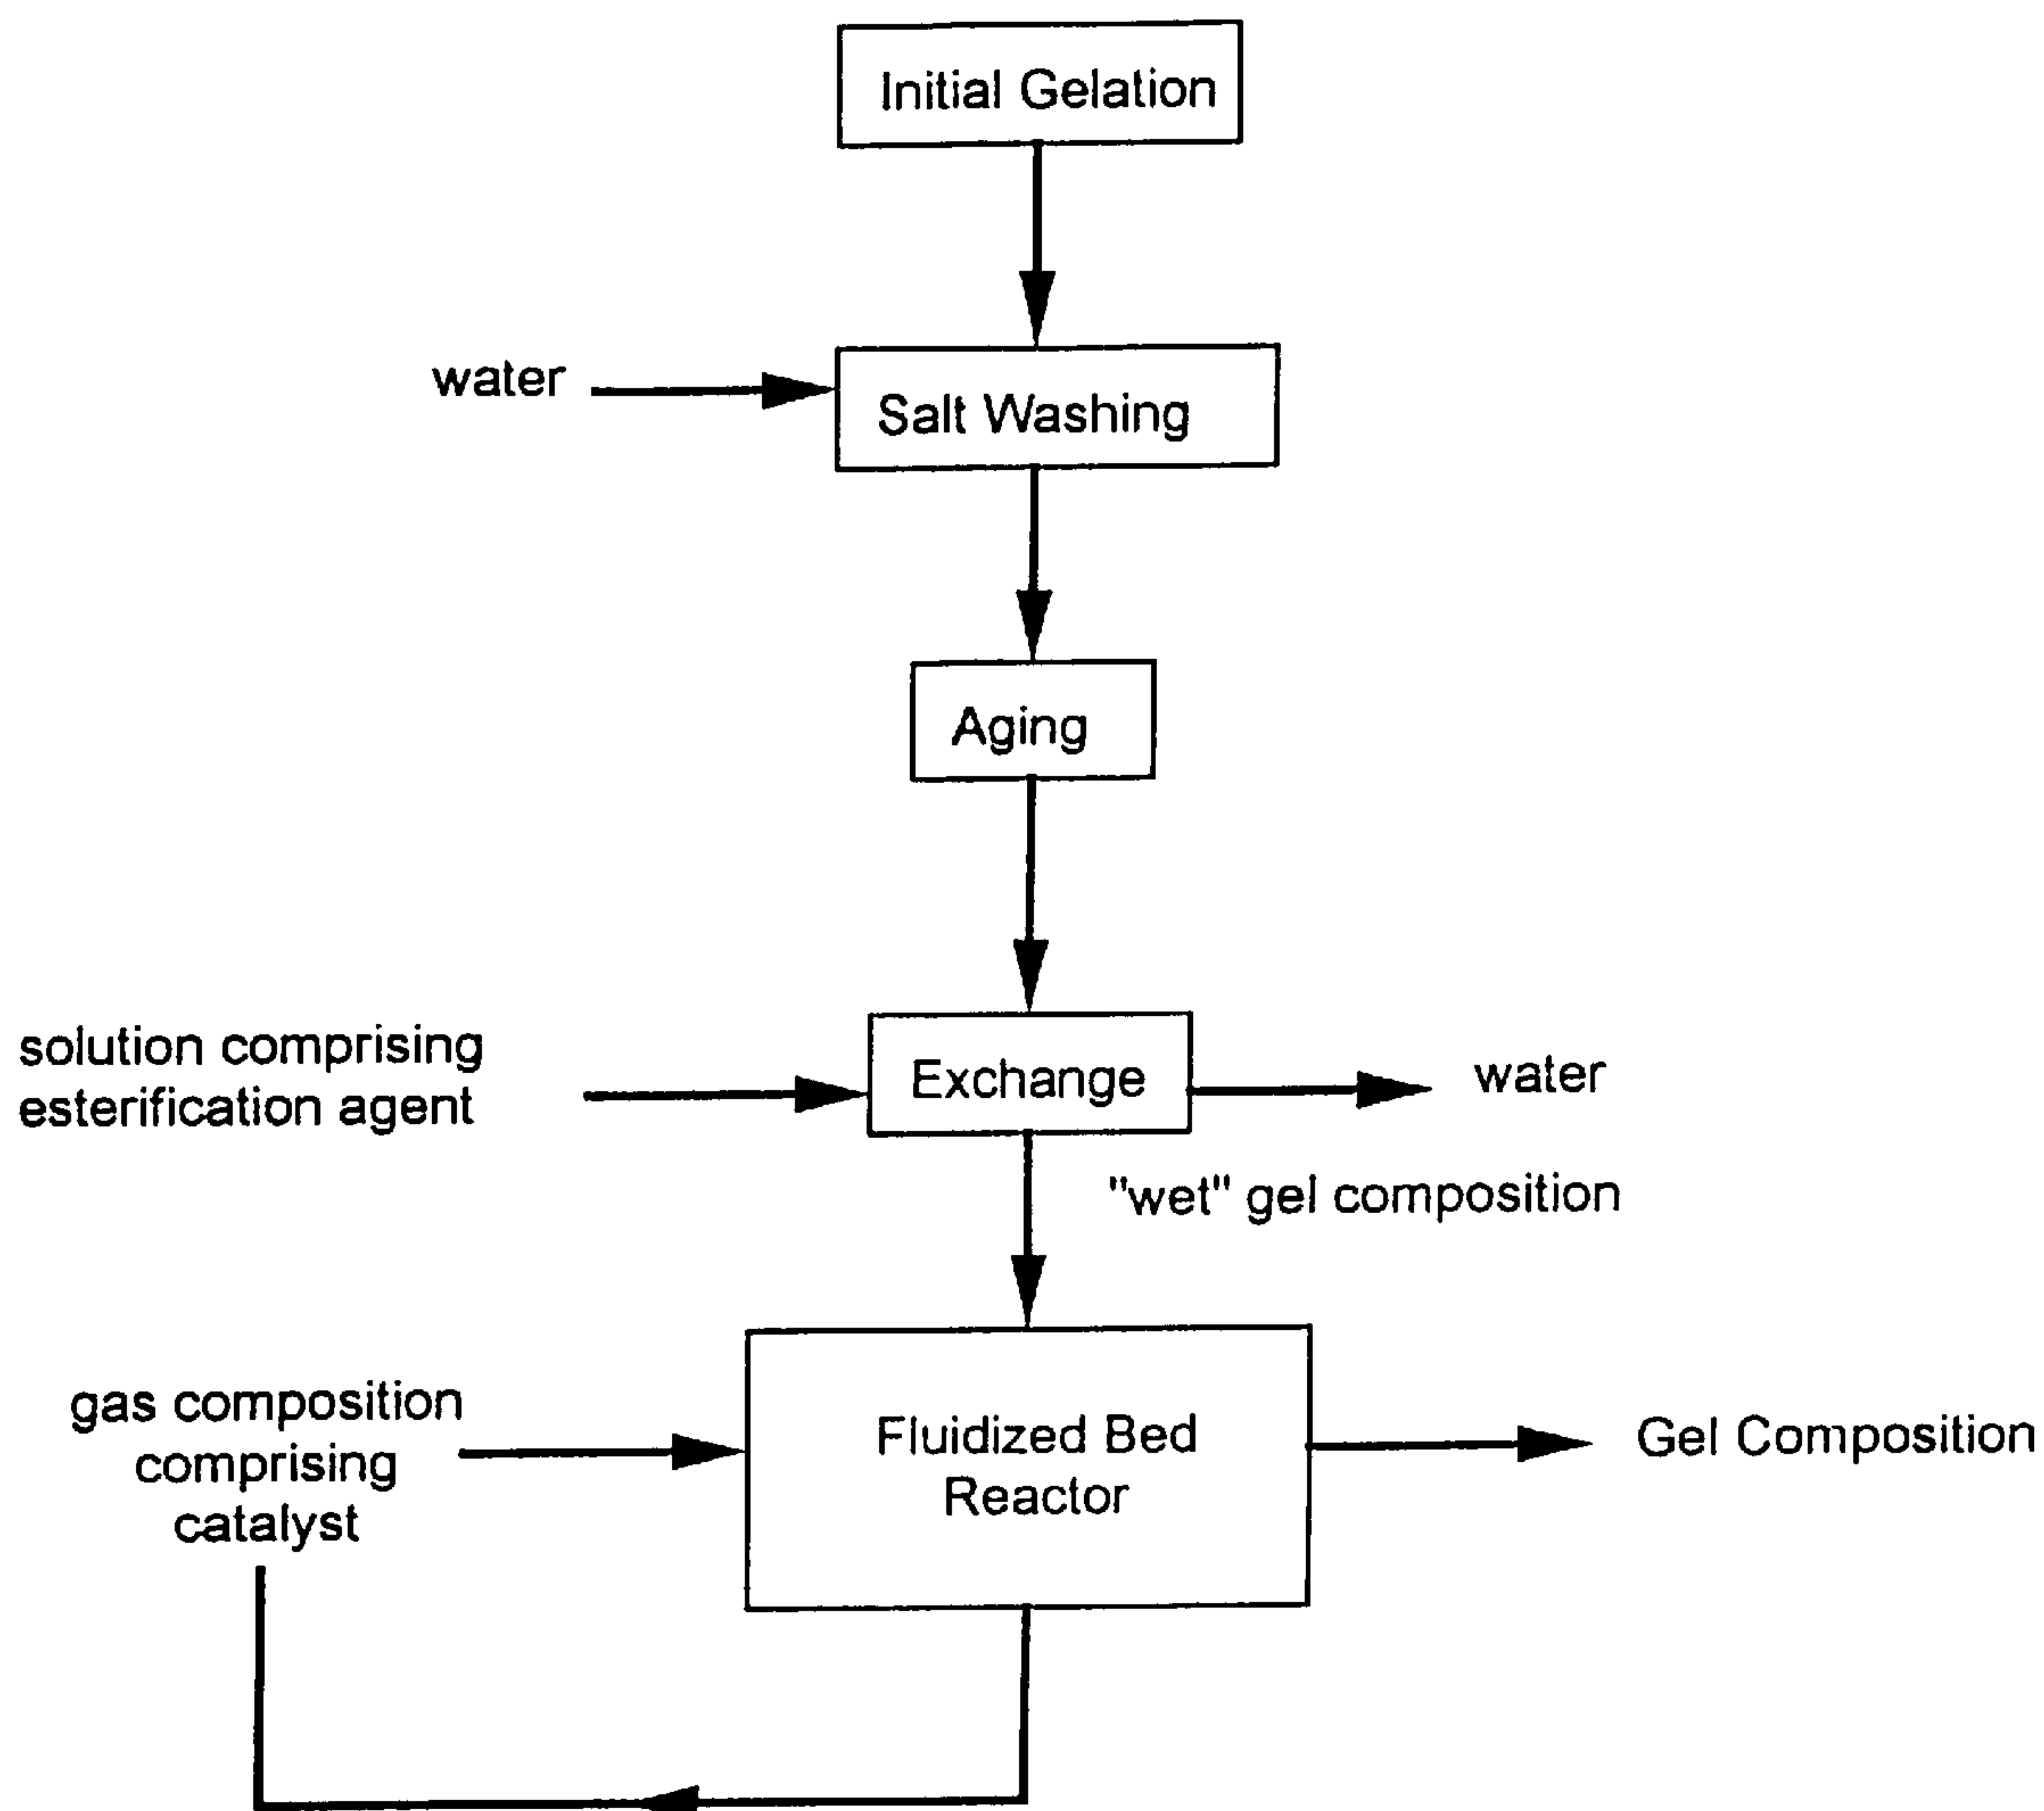 Initial Gelation
water
Salt Washing
Aging
solution comprising
esterification agent
Exchange
water
"wet" gel composition
gas composition
comprising
catalyst
Fluidized Bed
Reactor
Gel Composition